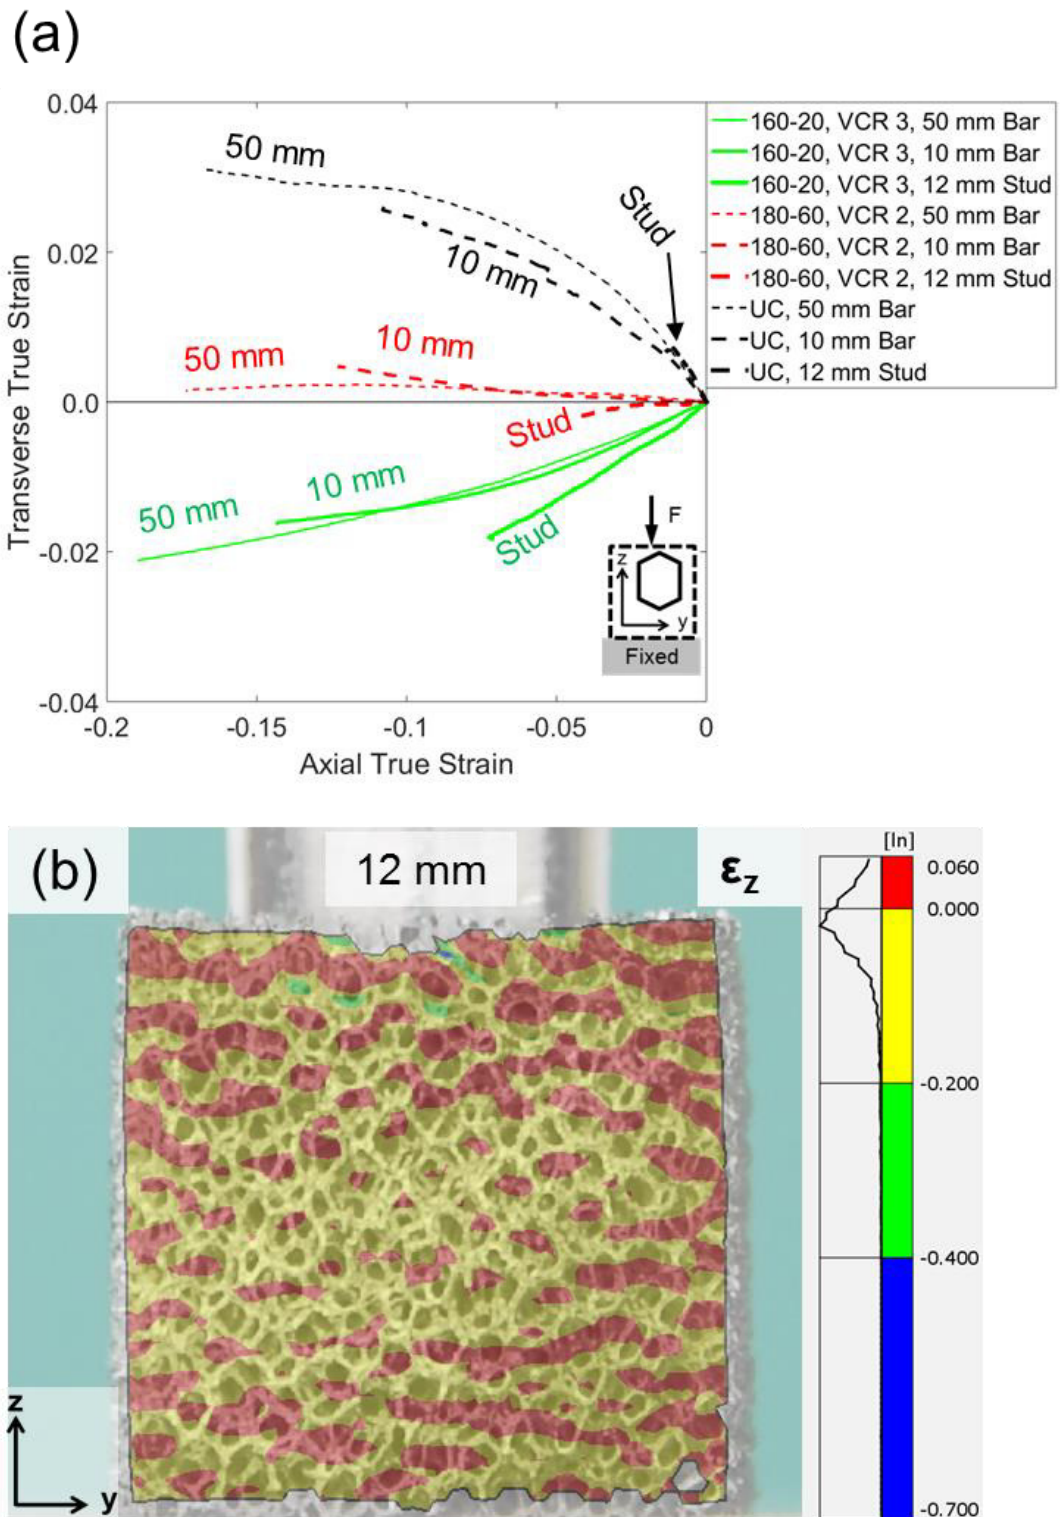 (a)
0.04
0.02
0.0
-0.02
-0.04
Transverse True Strain
-0.2
-0.15
-0.1
-0.05
0
Axial True Strain
50 mm
10 mm
Stud
50 mm
10 mm
Stud
50 mm
10 mm
Stud
160-20, VCR 3, 50 mm Bar
160-20, VCR 3, 10 mm Bar
160-20, VCR 3, 12 mm Stud
180-60, VCR 2, 50 mm Bar
180-60, VCR 2, 10 mm Bar
180-60, VCR 2, 12 mm Stud
UC, 50 mm Bar
UC, 10 mm Bar
UC, 12 mm Stud
F
z
y
Fixed
(b)
12 mm
εz
[ln]
0.060
0.000
-0.200
-0.400
-0.700
z
y